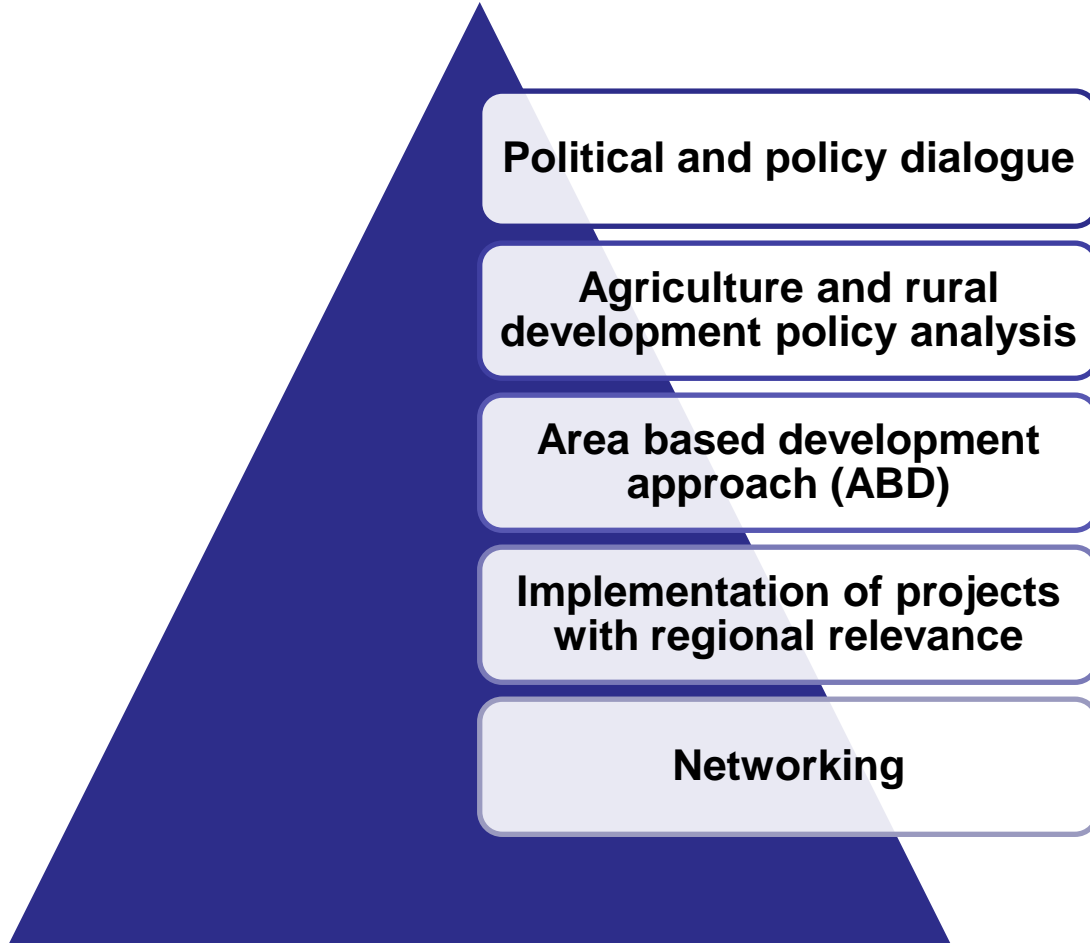 Political and policy dialogue
Agriculture and rural
development policy analysis
Area based development
approach (ABD)
Implementation of projects
with regional relevance
Networking